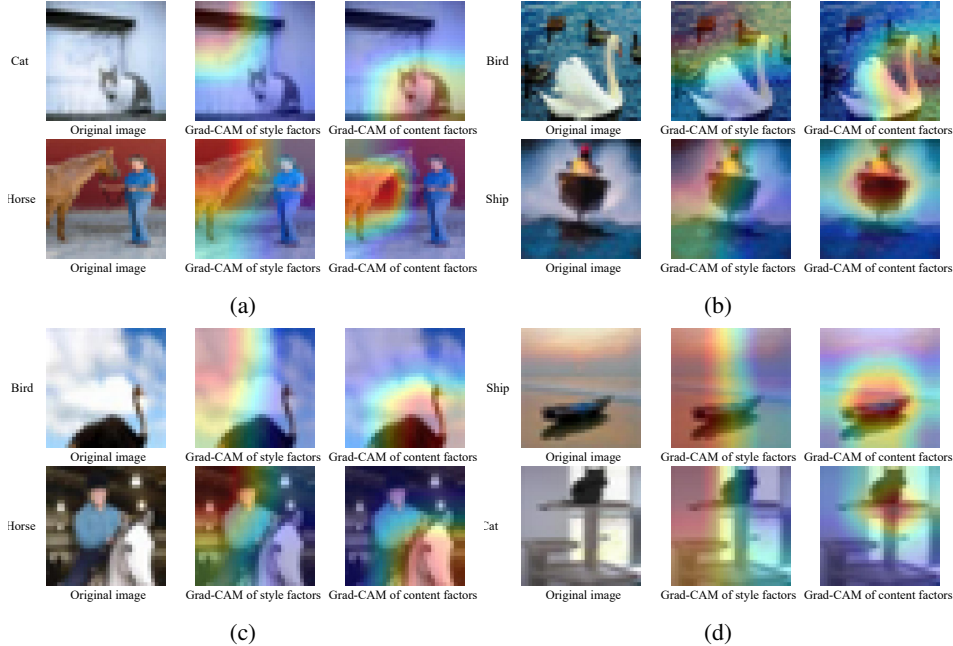 Cat
Original image Grad-CAM of style factors Grad-CAM of content factors
Horse
Original image Grad-CAM of style factors Grad-CAM of content factors
(a)
Bird
Original image Grad-CAM of style factors Grad-CAM of content factors
Ship
Original image Grad-CAM of style factors Grad-CAM of content factors
(b)
Bird
Original image Grad-CAM of style factors Grad-CAM of content factors
Horse
Original image Grad-CAM of style factors Grad-CAM of content factors
(c)
Ship
Original image Grad-CAM of style factors Grad-CAM of content factors
Cat
Original image Grad-CAM of style factors Grad-CAM of content factors
(d)